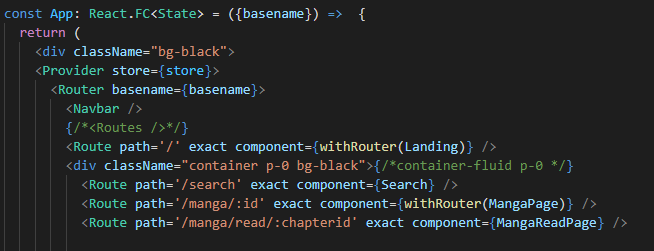 const App: React.FC<State> = ({basename}) =>  {
return (
<div className="bg-black">
<Provider store={store}>
<Router basename={basename}>
<Navbar />
{/*<Routes />*/}
<Route path='/' exact component={withRouter(Landing)} />
<div className="container p-0 bg-black">{/*container-fluid p-0 */}
<Route path='/search' exact component={Search} />
<Route path='/manga/:id' exact component={withRouter(MangaPage)} />
<Route path='/manga/read/:chapterid' exact component={MangaReadPage} />